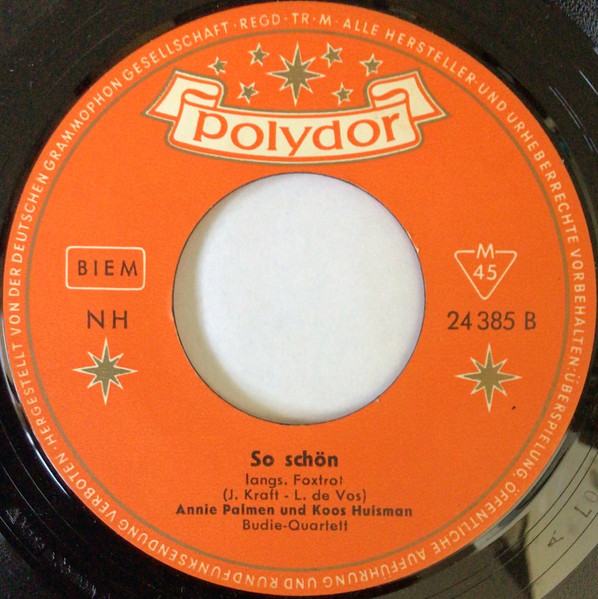 HERGESTELLT VON DER DEUTSCHEN GRAMMOPHON GESELLSCHAFT · REGD · TR · M · ALLE HERSTELLER- UND URHEBERRECHTE VORBEHALTEN · ÜBERSPIELUNG, ÖFFENTLICHE AUFFÜHRUNG UND RUNDFUNKSENDUNG VERBOTEN ·
polydor
BIEM
M
45
NH
24 385 B
So schön
langs. Foxtrot
(J. Kraft - L. de Vos)
Annie Palmen und Koos Huisman
Budie-Quartett